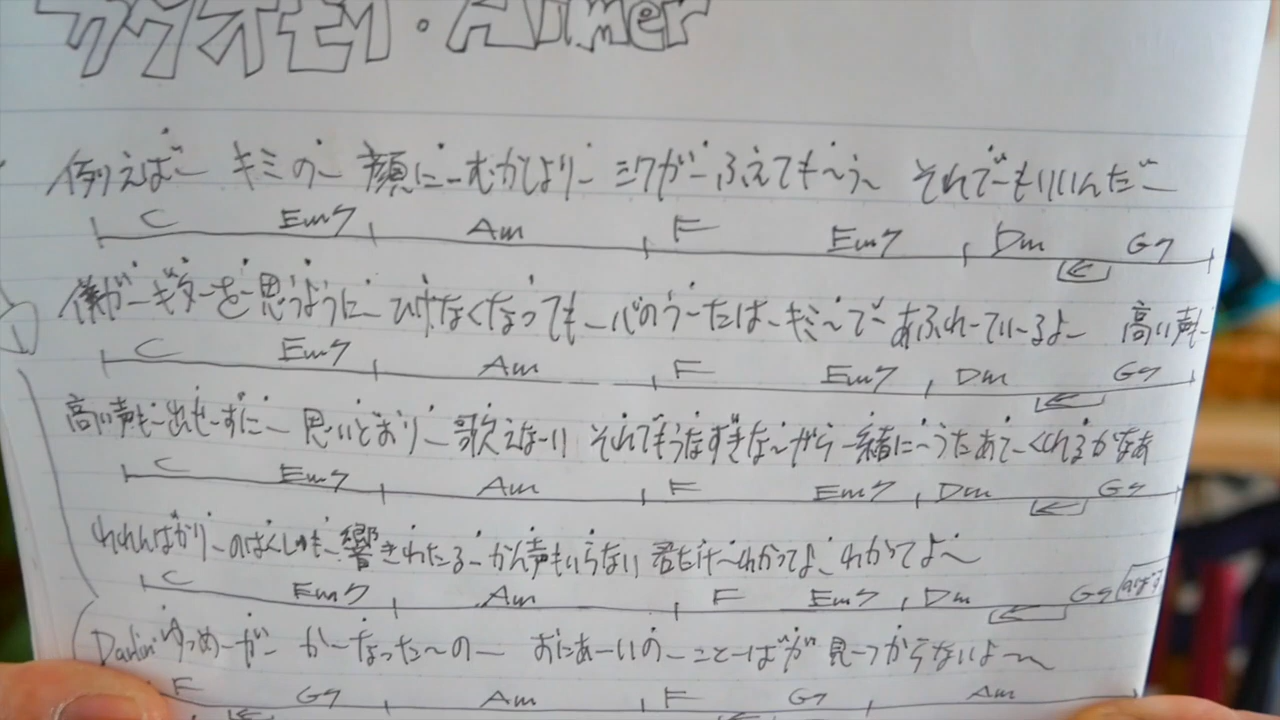 カタオモイ・Aimer
例えばー キミのー 顔にーむかしよりー シワがーふえても〜う〜 それでーもいいんだー
C Em7 Am F Em7 Dm G7
僕がーギターをー思うようにー ひけなくなってもー心のうーたはーキミ〜でーあふれーてい〜るよー 高い声もー
C Em7 Am F Em7 Dm G7
高い声もー出せーずにー 思いどおりー歌えなーい それでもうなずきな〜がら 一緒に〜うたあてーくれるかなあ
C Em7 Am F Em7 Dm G7
われんばかりーのはくしゅもー響きわたるーかん声もいらない 君だけ〜わかってよ、わかってよ〜
C Em7 Am F Em7 Dm G7
Darlin' ゆっめーがー かーなった〜のー おにあーいのーことーばが 見ーつからないよ〜
F G7 Am F G7 Am